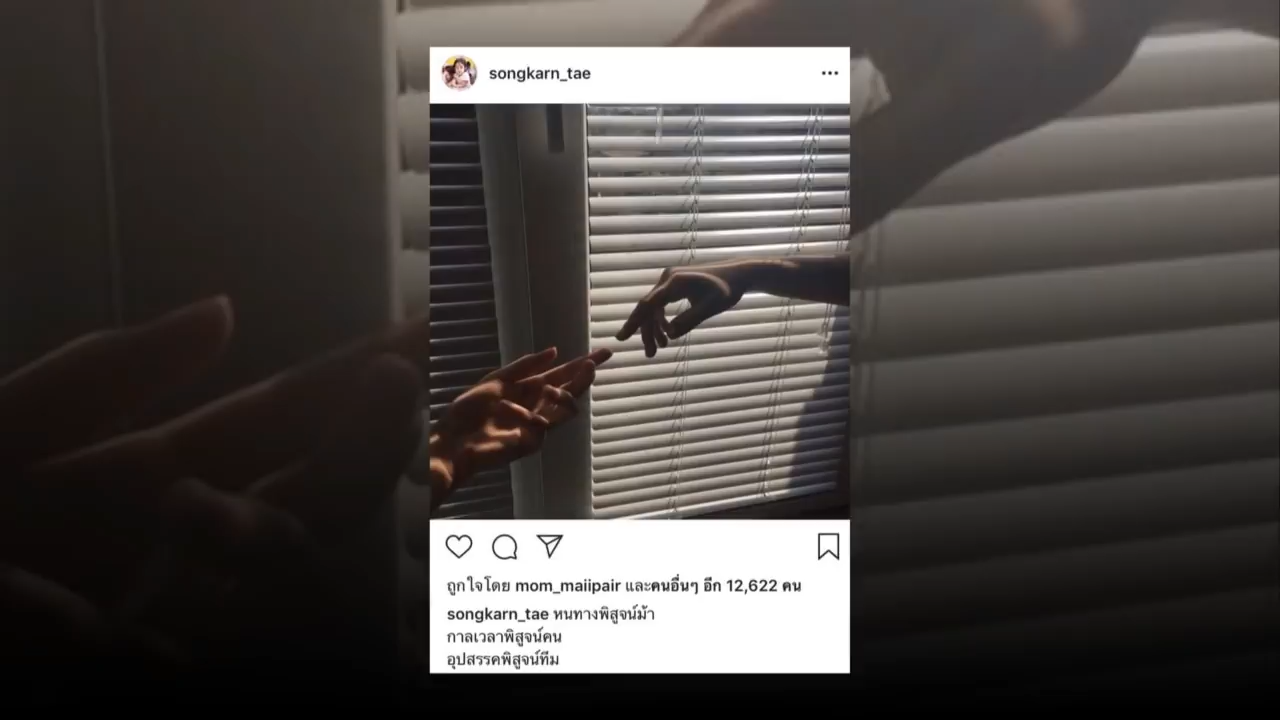 songkarn_tae
ถูกใจโดย mom_maiipair และคนอื่นๆ อีก 12,622 คน
songkarn_tae หนทางพิสูจน์ม้า
กาลเวลาพิสูจน์คน
อุปสรรคพิสูจน์ทีม